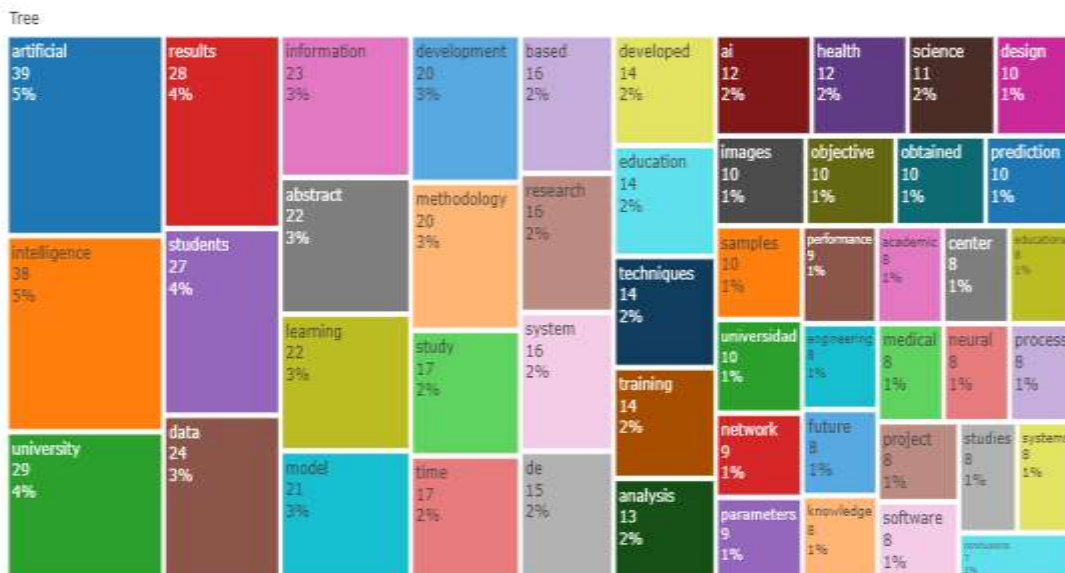 Tree
artificial
39
5%
intelligence
38
5%
university
29
4%
results
28
4%
students
27
4%
data
24
3%
information
23
3%
abstract
22
3%
learning
22
3%
model
21
3%
development
20
3%
methodology
20
3%
study
17
2%
time
17
2%
based
16
2%
research
16
2%
system
16
2%
de
15
2%
developed
14
2%
education
14
2%
techniques
14
2%
training
14
2%
analysis
13
2%
ai
12
2%
health
12
2%
science
11
2%
design
10
1%
images
10
1%
objective
10
1%
obtained
10
1%
prediction
10
1%
samples
10
1%
universidad
10
1%
network
9
1%
parameters
9
1%
performance
9
1%
academic
8
1%
center
8
1%
educationa
8
1%
engineering
8
1%
future
8
1%
knowledge
8
1%
medical
8
1%
neural
8
1%
process
8
1%
project
8
1%
software
8
1%
studies
8
1%
systems
8
1%